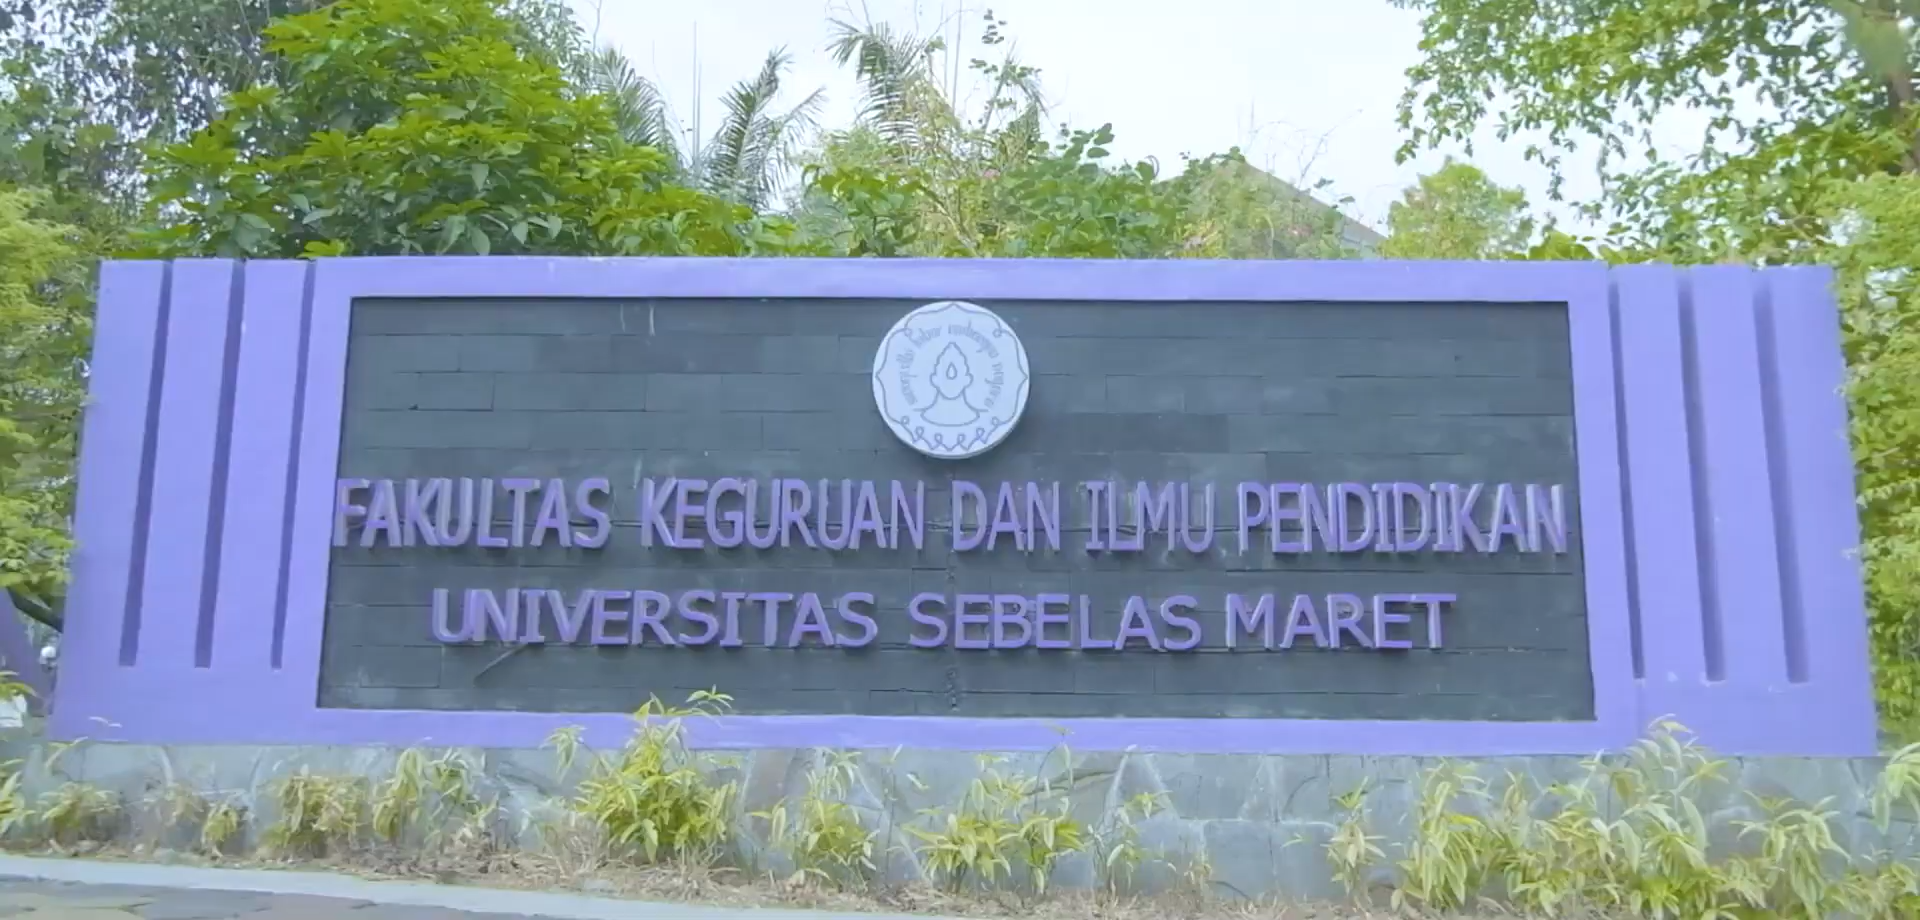 FAKULTAS KEGURUAN DAN ILMU PENDIDIKAN
UNIVERSITAS SEBELAS MARET